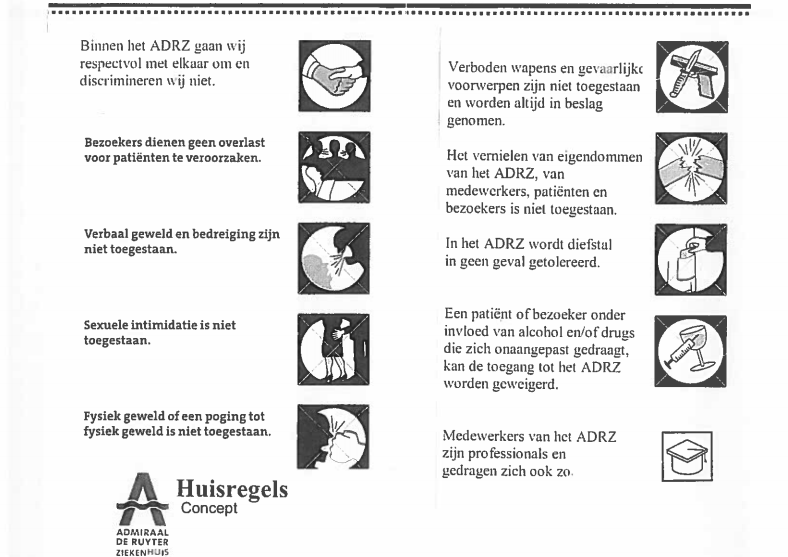 Binnen het ADRZ gaan wij
respectvol met elkaar om en
discrimineren wij niet.
Bezoekers dienen geen overlast
voor patiënten te veroorzaken.
Verbaal geweld en bedreiging zijn
niet toegestaan.
Sexuele intimidatie is niet
toegestaan.
Fysiek geweld of een poging tot
fysiek geweld is niet toegestaan.
Verboden wapens en gevaarlijke
voorwerpen zijn niet toegestaan
en worden altijd in beslag
genomen.
Het vernielen van eigendommen
van het ADRZ, van
medewerkers, patiënten en
bezoekers is niet toegestaan.
In het ADRZ wordt diefstal
in geen geval getolereerd.
Een patiënt of bezoeker onder
invloed van alcohol en/of drugs
die zich onaangepast gedraagt,
kan de toegang tot het ADRZ
worden geweigerd.
Medewerkers van het ADRZ
zijn professionals en
gedragen zich ook zo.
Huisregels
Concept
ADMIRAAL
DE RUYTER
ZIEKENHUIS